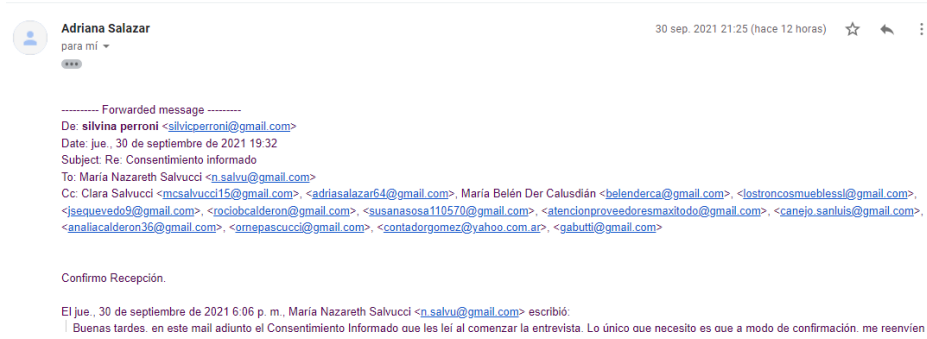 Adriana Salazar
30 sep. 2021 21:25 (hace 12 horas)
para mí
---------- Forwarded message ---------
De: silvina perroni <silvicperroni@gmail.com>
Date: jue., 30 de septiembre de 2021 19:32
Subject: Re: Consentimiento informado
To: María Nazareth Salvucci <n.salvu@gmail.com>
Cc: Clara Salvucci <mcsalvucci15@gmail.com>, <adriasalazar64@gmail.com>, María Belén Der Calusdián <belenderca@gmail.com>, <lostroncosmueblessl@gmail.com>,
<jsequevedo9@gmail.com>, <rociobcalderon@gmail.com>, <susanasosa110570@gmail.com>, <atencionproveedoresmaxitodo@gmail.com>, <canejo.sanluis@gmail.com>,
<analiacalderon36@gmail.com>, <ornepascucci@gmail.com>, <contadorgomez@yahoo.com.ar>, <gabutti@gmail.com>
Confirmo Recepción.
El jue., 30 de septiembre de 2021 6:06 p. m., María Nazareth Salvucci <n.salvu@gmail.com> escribió:
Buenas tardes, en este mail adjunto el Consentimiento Informado que les leí al comenzar la entrevista. Lo único que necesito es que a modo de confirmación, me reenvíen